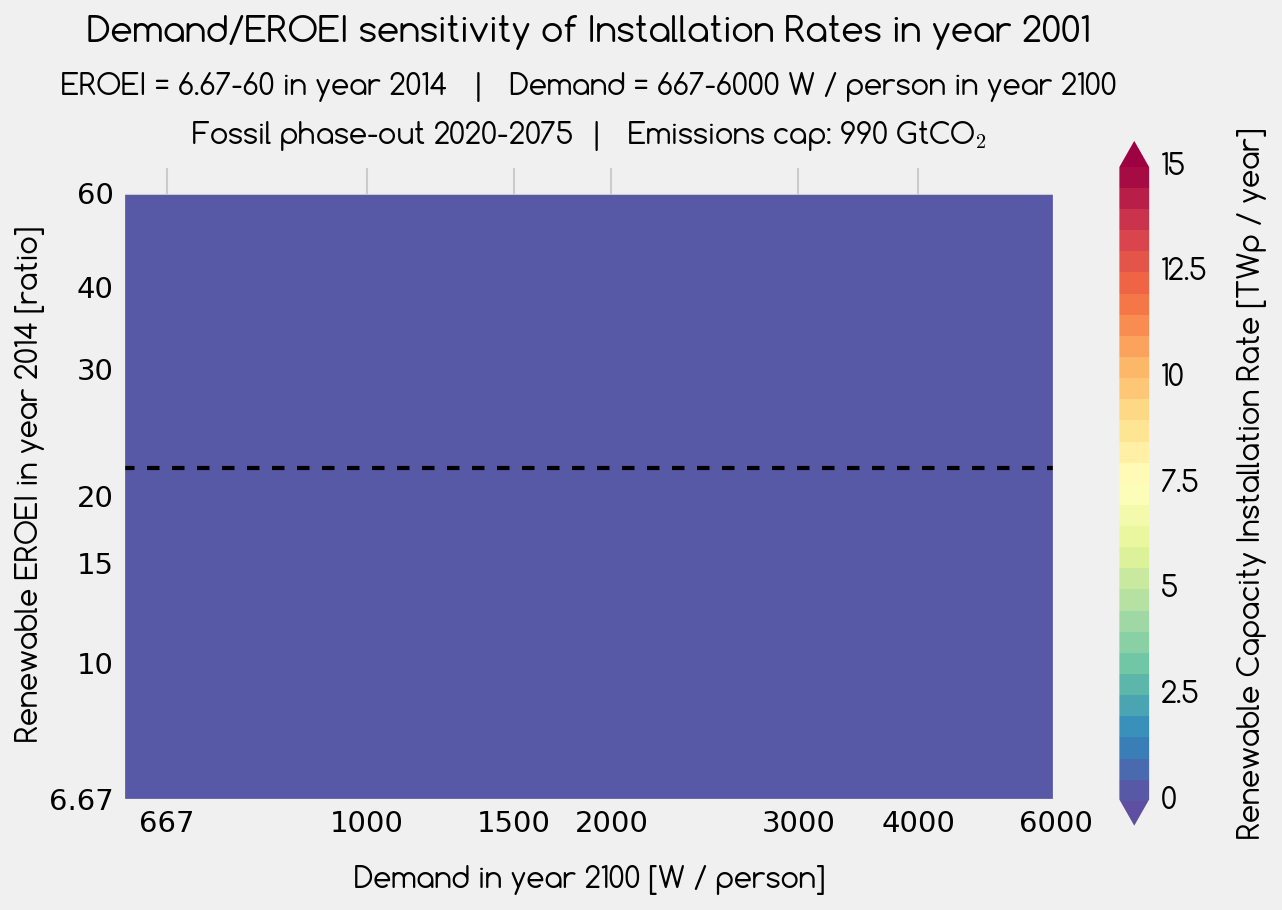 Demand/EROEI sensitivity of Installation Rates in year 2001
EROEI = 6.67-60 in year 2014 | Demand = 667-6000 W / person in year 2100
Fossil phase-out 2020-2075 | Emissions cap: 990 GtCO₂
Renewable EROEI in year 2014 [ratio]
60
40
30
20
15
10
6.67
667 1000 1500 2000 3000 4000 6000
Demand in year 2100 [W / person]
15
12.5
10
7.5
5
2.5
0
Renewable Capacity Installation Rate [TWp / year]